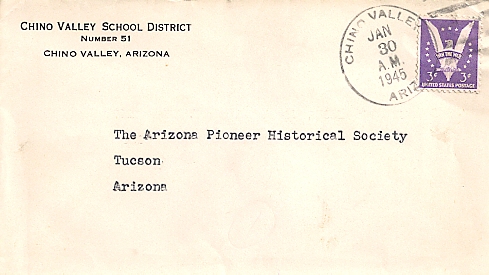 CHINO VALLEY SCHOOL DISTRICT
NUMBER 51
CHINO VALLEY, ARIZONA
CHINO VALLEY
JAN
30
A.M.
1945
ARIZ
3¢ 3¢
UNITED STATES POSTAGE
The Arizona Pioneer Historical Society
Tucson
Arizona